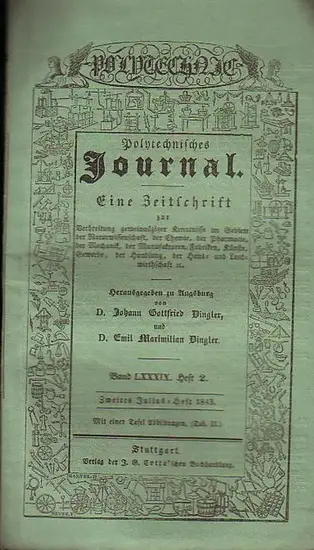 POLYTECHNIC
Polytechnisches
Journal.
Eine Zeitschrift
zur
Verbreitung gemeinnüziger Kenntnisse im Gebiete
der Naturwissenschaft, der Chemie, der Pharmacie,
der Mechanik, der Manufakturen, Fabriken, Künste,
Gewerbe, der Handlung, der Haus- und Land-
wirthschaft ec.
Herausgegeben zu Augsburg
von
D. Johann Gottfried Dingler,
und
D. Emil Maximilian Dingler.
Band LXXXIX. Heft 2.
Zweites Julius-Heft 1843.
Mit einer Tafel Abbildungen. (Tab. II.)
Stuttgart.
Verlag der J. G. Cotta'schen Buchhandlung.